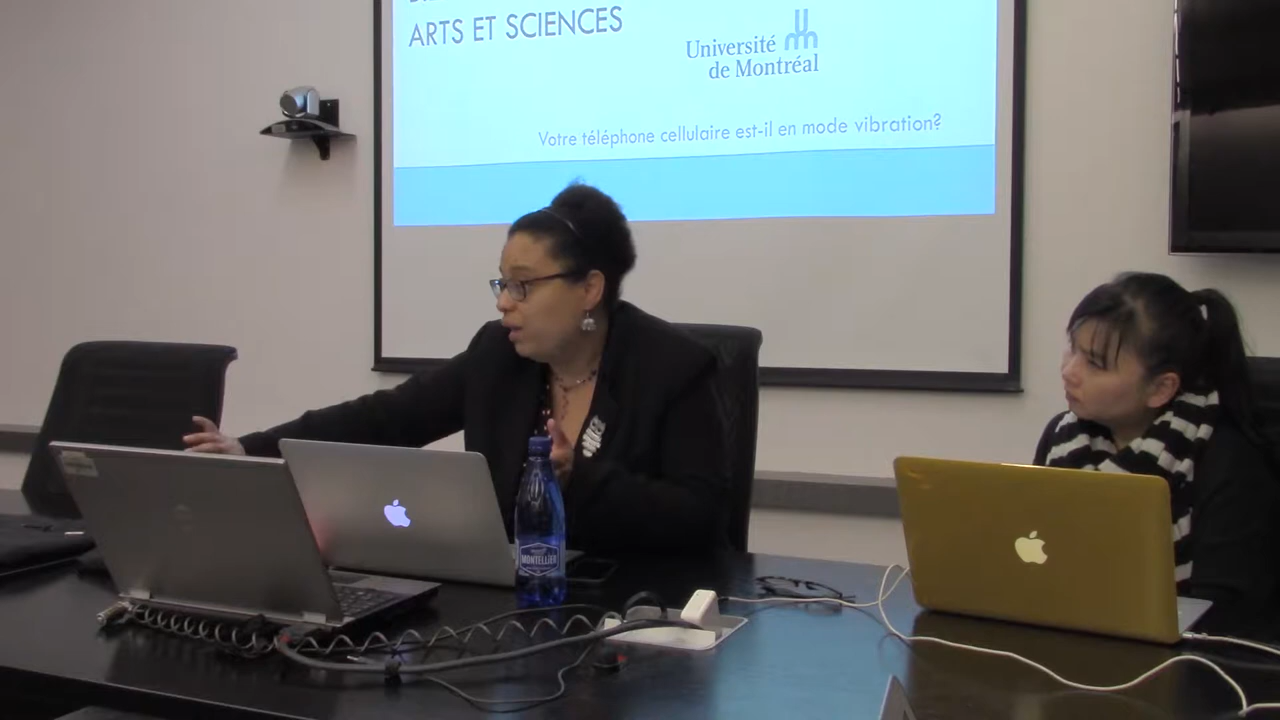 ARTS ET SCIENCES
Université
de Montréal
Votre téléphone cellulaire est-il en mode vibration?
MONTELLIER